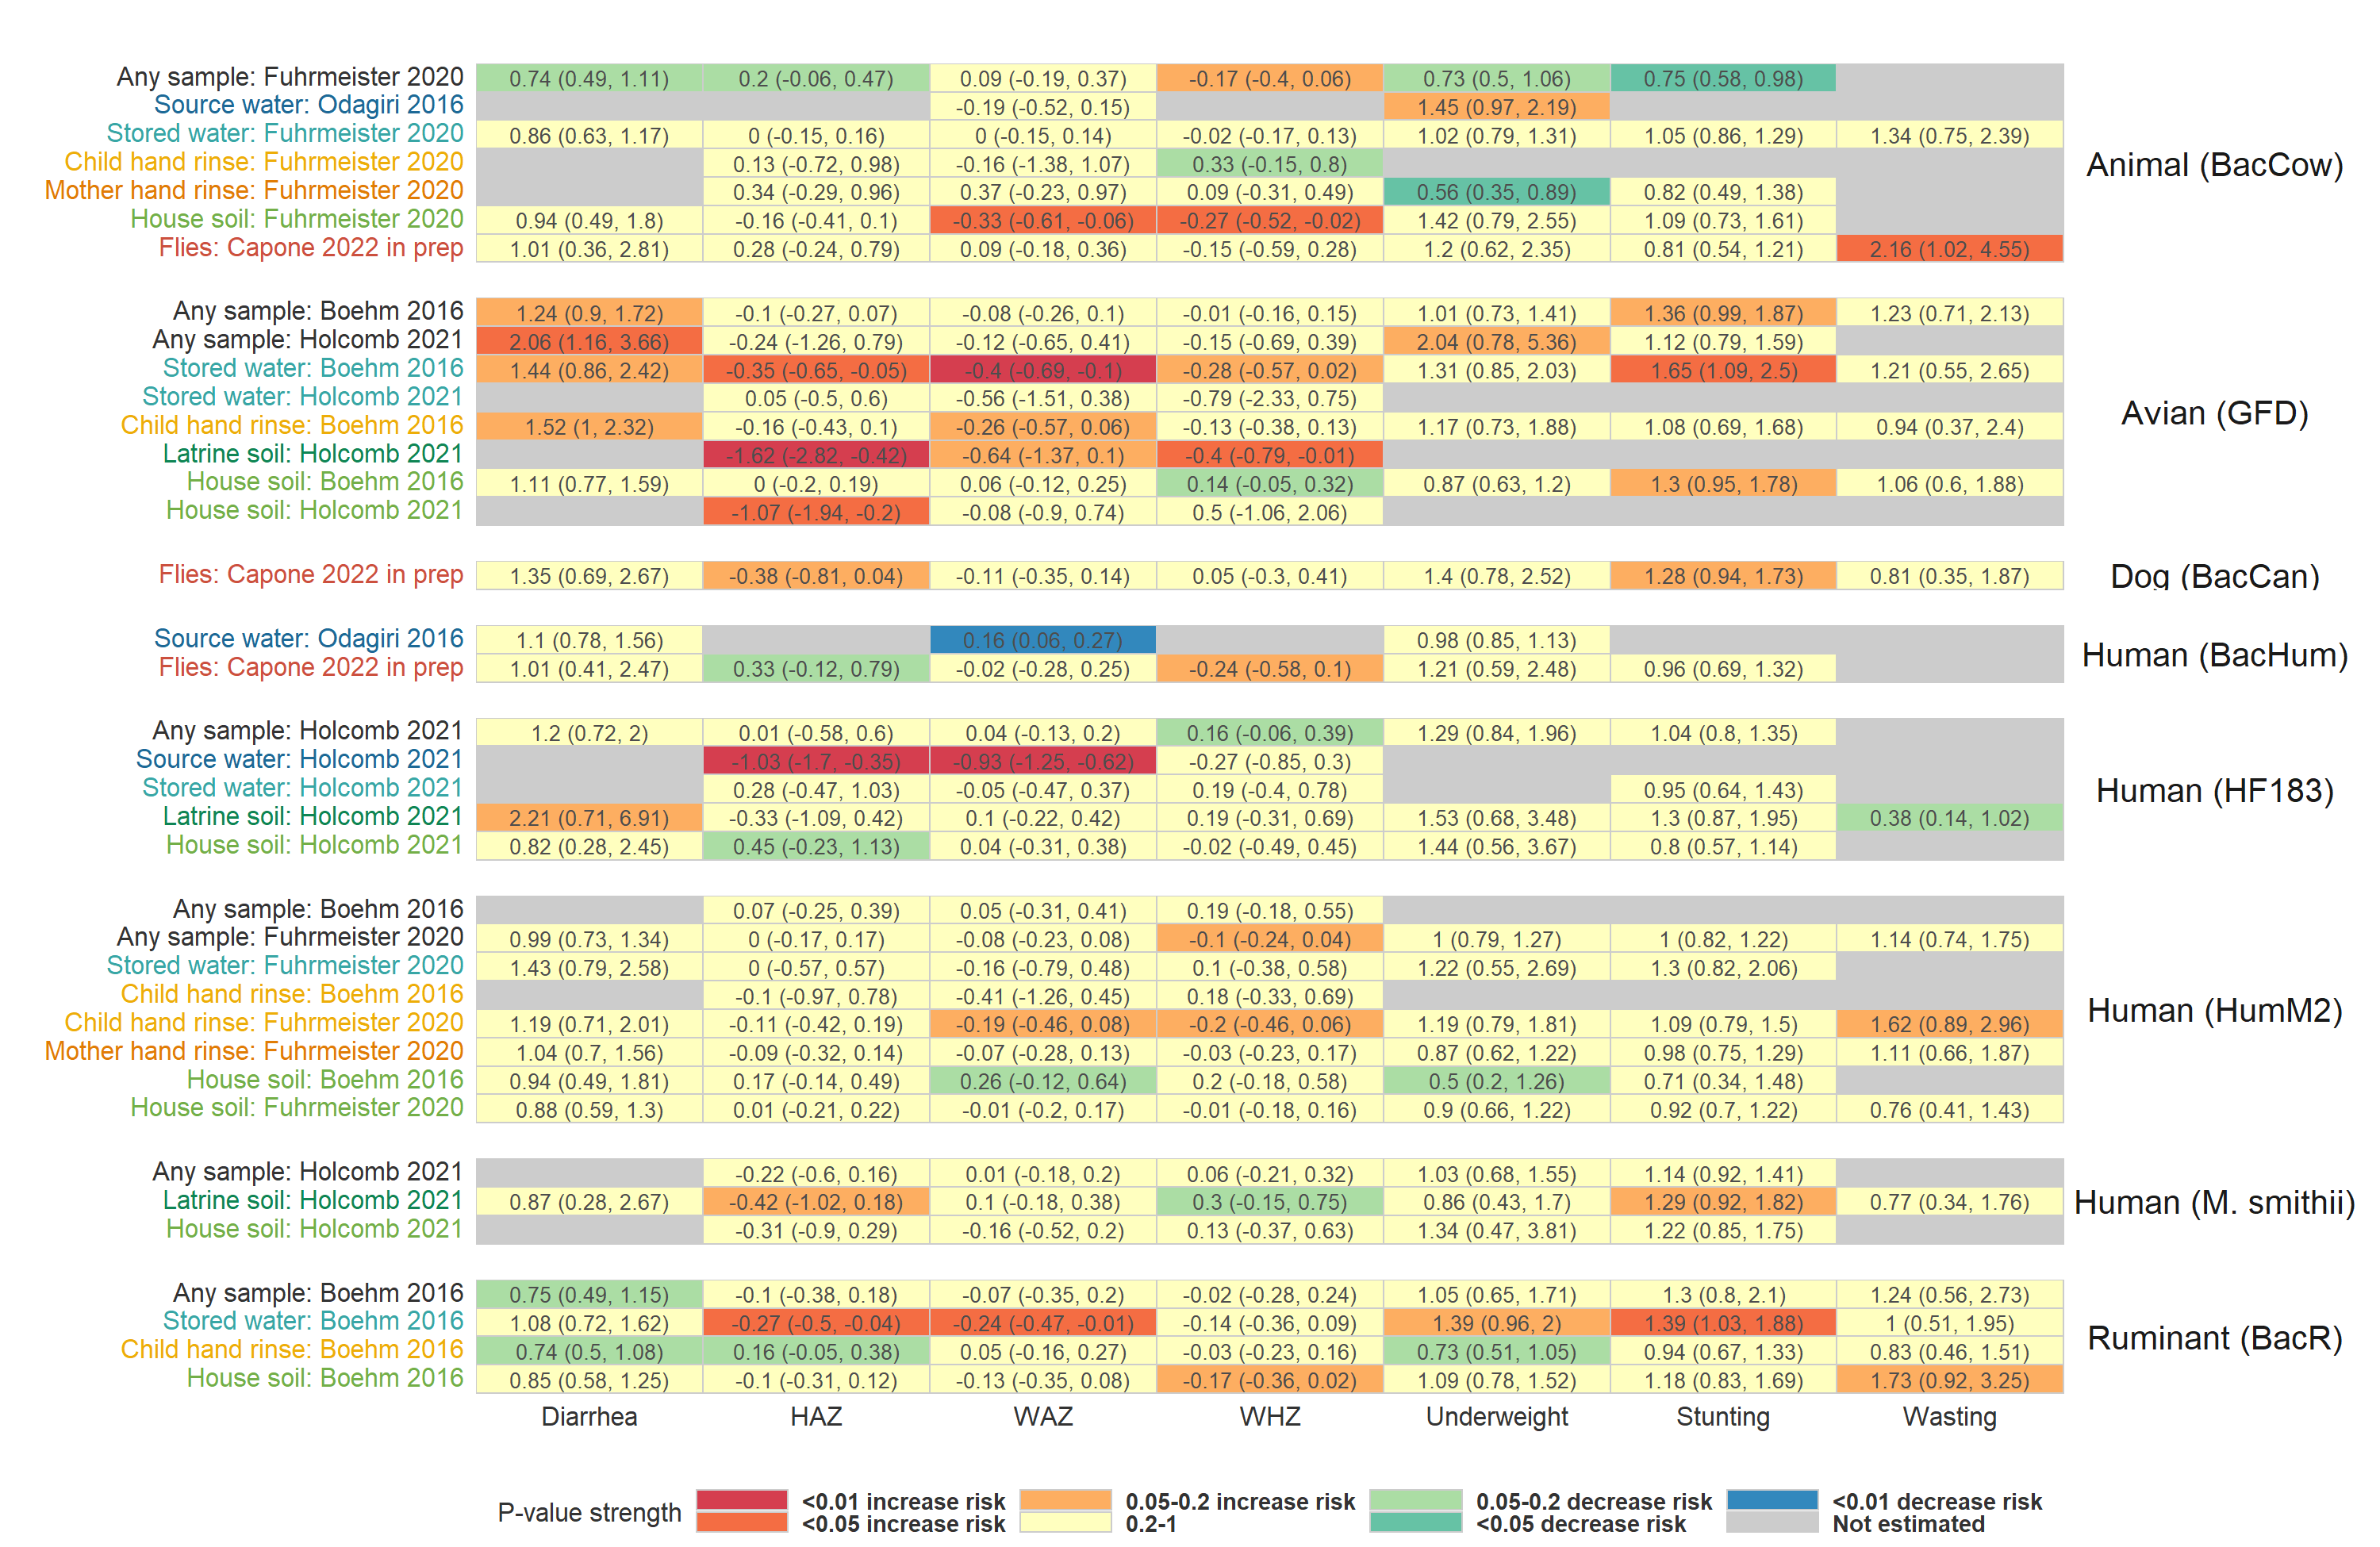 Any sample: Fuhrmeister 2020 0.74 (0.49, 1.11) 0.2 (-0.06, 0.47) 0.09 (-0.19, 0.37) -0.17 (-0.4, 0.06) 0.73 (0.5, 1.06) 0.75 (0.58, 0.98)
Source water: Odagiri 2016 -0.19 (-0.52, 0.15) 1.45 (0.97, 2.19)
Stored water: Fuhrmeister 2020 0.86 (0.63, 1.17) 0 (-0.15, 0.16) 0 (-0.15, 0.14) -0.02 (-0.17, 0.13) 1.02 (0.79, 1.31) 1.05 (0.86, 1.29) 1.34 (0.75, 2.39)
Child hand rinse: Fuhrmeister 2020 0.13 (-0.72, 0.98) -0.16 (-1.38, 1.07) 0.33 (-0.15, 0.8)
Animal (BacCow)
Mother hand rinse: Fuhrmeister 2020 0.34 (-0.29, 0.96) 0.37 (-0.23, 0.97) 0.09 (-0.31, 0.49) 0.56 (0.35, 0.89) 0.82 (0.49, 1.38)
House soil: Fuhrmeister 2020 0.94 (0.49, 1.8) -0.16 (-0.41, 0.1) -0.33 (-0.61, -0.06) -0.27 (-0.52, -0.02) 1.42 (0.79, 2.55) 1.09 (0.73, 1.61)
Flies: Capone 2022 in prep 1.01 (0.36, 2.81) 0.28 (-0.24, 0.79) 0.09 (-0.18, 0.36) -0.15 (-0.59, 0.28) 1.2 (0.62, 2.35) 0.81 (0.54, 1.21) 2.16 (1.02, 4.55)
Any sample: Boehm 2016 1.24 (0.9, 1.72) -0.1 (-0.27, 0.07) -0.08 (-0.26, 0.1) -0.01 (-0.16, 0.15) 1.01 (0.73, 1.41) 1.36 (0.99, 1.87) 1.23 (0.71, 2.13)
Any sample: Holcomb 2021 2.06 (1.16, 3.66) -0.24 (-1.26, 0.79) -0.12 (-0.65, 0.41) -0.15 (-0.69, 0.39) 2.04 (0.78, 5.36) 1.12 (0.79, 1.59)
Stored water: Boehm 2016 1.44 (0.86, 2.42) -0.35 (-0.65, -0.05) -0.4 (-0.69, -0.1) -0.28 (-0.57, 0.02) 1.31 (0.85, 2.03) 1.65 (1.09, 2.5) 1.21 (0.55, 2.65)
Stored water: Holcomb 2021 0.05 (-0.5, 0.6) -0.56 (-1.51, 0.38) -0.79 (-2.33, 0.75)
Avian (GFD)
Child hand rinse: Boehm 2016 1.52 (1, 2.32) -0.16 (-0.43, 0.1) -0.26 (-0.57, 0.06) -0.13 (-0.38, 0.13) 1.17 (0.73, 1.88) 1.08 (0.69, 1.68) 0.94 (0.37, 2.4)
Latrine soil: Holcomb 2021 -1.62 (-2.82, -0.42) -0.64 (-1.37, 0.1) -0.4 (-0.79, -0.01)
House soil: Boehm 2016 1.11 (0.77, 1.59) 0 (-0.2, 0.19) 0.06 (-0.12, 0.25) 0.14 (-0.05, 0.32) 0.87 (0.63, 1.2) 1.3 (0.95, 1.78) 1.06 (0.6, 1.88)
House soil: Holcomb 2021 -1.07 (-1.94, -0.2) -0.08 (-0.9, 0.74) 0.5 (-1.06, 2.06)
Flies: Capone 2022 in prep 1.35 (0.69, 2.67) -0.38 (-0.81, 0.04) -0.11 (-0.35, 0.14) 0.05 (-0.3, 0.41) 1.4 (0.78, 2.52) 1.28 (0.94, 1.73) 0.81 (0.35, 1.87) Dog (BacCan)
Source water: Odagiri 2016 1.1 (0.78, 1.56) 0.16 (0.06, 0.27) 0.98 (0.85, 1.13)
Human (BacHum)
Flies: Capone 2022 in prep 1.01 (0.41, 2.47) 0.33 (-0.12, 0.79) -0.02 (-0.28, 0.25) -0.24 (-0.58, 0.1) 1.21 (0.59, 2.48) 0.96 (0.69, 1.32)
Any sample: Holcomb 2021 1.2 (0.72, 2) 0.01 (-0.58, 0.6) 0.04 (-0.13, 0.2) 0.16 (-0.06, 0.39) 1.29 (0.84, 1.96) 1.04 (0.8, 1.35)
Source water: Holcomb 2021 -1.03 (-1.7, -0.35) -0.93 (-1.25, -0.62) -0.27 (-0.85, 0.3)
Stored water: Holcomb 2021 0.28 (-0.47, 1.03) -0.05 (-0.47, 0.37) 0.19 (-0.4, 0.78) 0.95 (0.64, 1.43) Human (HF183)
Latrine soil: Holcomb 2021 2.21 (0.71, 6.91) -0.33 (-1.09, 0.42) 0.1 (-0.22, 0.42) 0.19 (-0.31, 0.69) 1.53 (0.68, 3.48) 1.3 (0.87, 1.95) 0.38 (0.14, 1.02)
House soil: Holcomb 2021 0.82 (0.28, 2.45) 0.45 (-0.23, 1.13) 0.04 (-0.31, 0.38) -0.02 (-0.49, 0.45) 1.44 (0.56, 3.67) 0.8 (0.57, 1.14)
Any sample: Boehm 2016 0.07 (-0.25, 0.39) 0.05 (-0.31, 0.41) 0.19 (-0.18, 0.55)
Any sample: Fuhrmeister 2020 0.99 (0.73, 1.34) 0 (-0.17, 0.17) -0.08 (-0.23, 0.08) -0.1 (-0.24, 0.04) 1 (0.79, 1.27) 1 (0.82, 1.22) 1.14 (0.74, 1.75)
Stored water: Fuhrmeister 2020 1.43 (0.79, 2.58) 0 (-0.57, 0.57) -0.16 (-0.79, 0.48) 0.1 (-0.38, 0.58) 1.22 (0.55, 2.69) 1.3 (0.82, 2.06)
Child hand rinse: Boehm 2016 -0.1 (-0.97, 0.78) -0.41 (-1.26, 0.45) 0.18 (-0.33, 0.69)
Human (HumM2)
Child hand rinse: Fuhrmeister 2020 1.19 (0.71, 2.01) -0.11 (-0.42, 0.19) -0.19 (-0.46, 0.08) -0.2 (-0.46, 0.06) 1.19 (0.79, 1.81) 1.09 (0.79, 1.5) 1.62 (0.89, 2.96)
Mother hand rinse: Fuhrmeister 2020 1.04 (0.7, 1.56) -0.09 (-0.32, 0.14) -0.07 (-0.28, 0.13) -0.03 (-0.23, 0.17) 0.87 (0.62, 1.22) 0.98 (0.75, 1.29) 1.11 (0.66, 1.87)
House soil: Boehm 2016 0.94 (0.49, 1.81) 0.17 (-0.14, 0.49) 0.26 (-0.12, 0.64) 0.2 (-0.18, 0.58) 0.5 (0.2, 1.26) 0.71 (0.34, 1.48)
House soil: Fuhrmeister 2020 0.88 (0.59, 1.3) 0.01 (-0.21, 0.22) -0.01 (-0.2, 0.17) -0.01 (-0.18, 0.16) 0.9 (0.66, 1.22) 0.92 (0.7, 1.22) 0.76 (0.41, 1.43)
Any sample: Holcomb 2021 -0.22 (-0.6, 0.16) 0.01 (-0.18, 0.2) 0.06 (-0.21, 0.32) 1.03 (0.68, 1.55) 1.14 (0.92, 1.41)
Latrine soil: Holcomb 2021 0.87 (0.28, 2.67) -0.42 (-1.02, 0.18) 0.1 (-0.18, 0.38) 0.3 (-0.15, 0.75) 0.86 (0.43, 1.7) 1.29 (0.92, 1.82) 0.77 (0.34, 1.76) Human (M. smithii)
House soil: Holcomb 2021 -0.31 (-0.9, 0.29) -0.16 (-0.52, 0.2) 0.13 (-0.37, 0.63) 1.34 (0.47, 3.81) 1.22 (0.85, 1.75)
Any sample: Boehm 2016 0.75 (0.49, 1.15) -0.1 (-0.38, 0.18) -0.07 (-0.35, 0.2) -0.02 (-0.28, 0.24) 1.05 (0.65, 1.71) 1.3 (0.8, 2.1) 1.24 (0.56, 2.73)
Stored water: Boehm 2016 1.08 (0.72, 1.62) -0.27 (-0.5, -0.04) -0.24 (-0.47, -0.01) -0.14 (-0.36, 0.09) 1.39 (0.96, 2) 1.39 (1.03, 1.88) 1 (0.51, 1.95)
Ruminant (BacR)
Child hand rinse: Boehm 2016 0.74 (0.5, 1.08) 0.16 (-0.05, 0.38) 0.05 (-0.16, 0.27) -0.03 (-0.23, 0.16) 0.73 (0.51, 1.05) 0.94 (0.67, 1.33) 0.83 (0.46, 1.51)
House soil: Boehm 2016 0.85 (0.58, 1.25) -0.1 (-0.31, 0.12) -0.13 (-0.35, 0.08) -0.17 (-0.36, 0.02) 1.09 (0.78, 1.52) 1.18 (0.83, 1.69) 1.73 (0.92, 3.25)
Diarrhea HAZ WAZ WHZ Underweight Stunting Wasting
P-value strength
<0.01 increase risk 0.05-0.2 increase risk 0.05-0.2 decrease risk <0.01 decrease risk
<0.05 increase risk 0.2-1 <0.05 decrease risk Not estimated